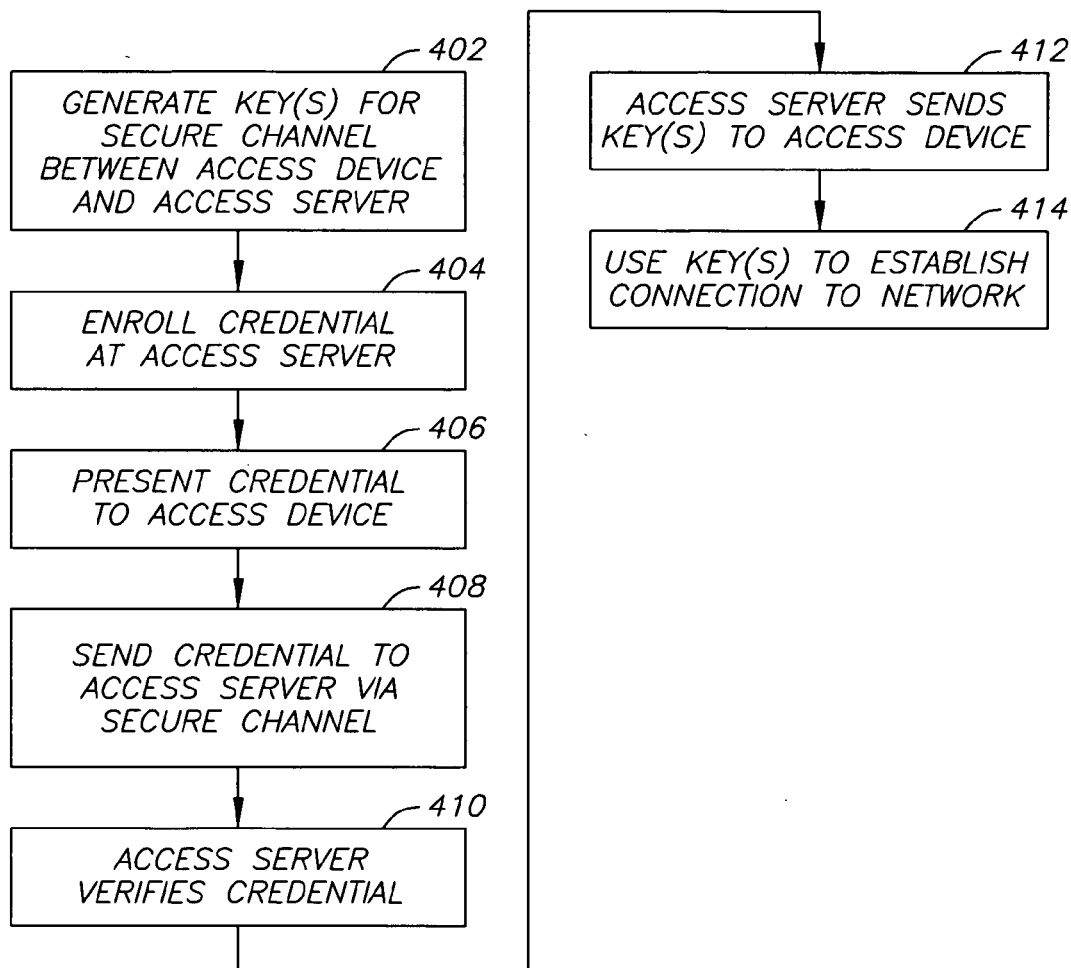 402
GENERATE KEY(S) FOR
SECURE CHANNEL
BETWEEN ACCESS DEVICE
AND ACCESS SERVER
404
ENROLL CREDENTIAL
AT ACCESS SERVER
406
PRESENT CREDENTIAL
TO ACCESS DEVICE
408
SEND CREDENTIAL TO
ACCESS SERVER VIA
SECURE CHANNEL
410
ACCESS SERVER
VERIFIES CREDENTIAL
412
ACCESS SERVER SENDS
KEY(S) TO ACCESS DEVICE
414
USE KEY(S) TO ESTABLISH
CONNECTION TO NETWORK